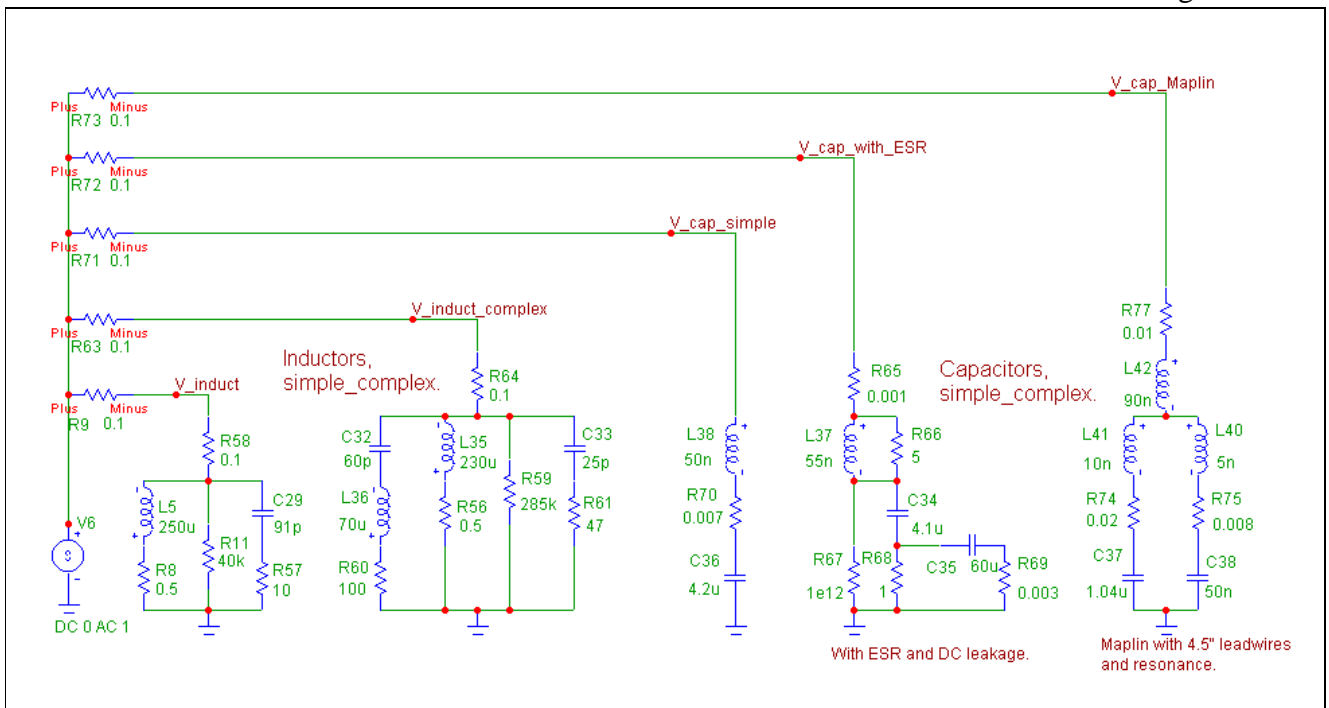 V_cap_Maplin
Plus Minus
R73 0.1
V_cap_with_ESR
Plus Minus
R72 0.1
V_cap_simple
Plus Minus
R71 0.1
V_induct_complex
Plus Minus
R63 0.1
Inductors,
simple_complex.
V_induct
Plus Minus
R9 0.1
R58
0.1
L5
250u
R8
0.5
R11
40k
C29
91p
R57
10
V6
S
DC 0 AC 1
R64
0.1
C32
60p
L36
70u
R60
100
L35
230u
R56
0.5
R59
285k
C33
25p
R61
47
L38
50n
R70
0.007
C36
4.2u
Capacitors,
simple_complex.
R65
0.001
L37
55n
R66
5
C34
4.1u
R67
1e12
R68
1
C35
60u
R69
0.003
With ESR and DC leakage.
R77
0.01
L42
90n
L41
10n
L40
5n
R74
0.02
R75
0.008
C37
1.04u
C38
50n
Maplin with 4.5" leadwires
and resonance.